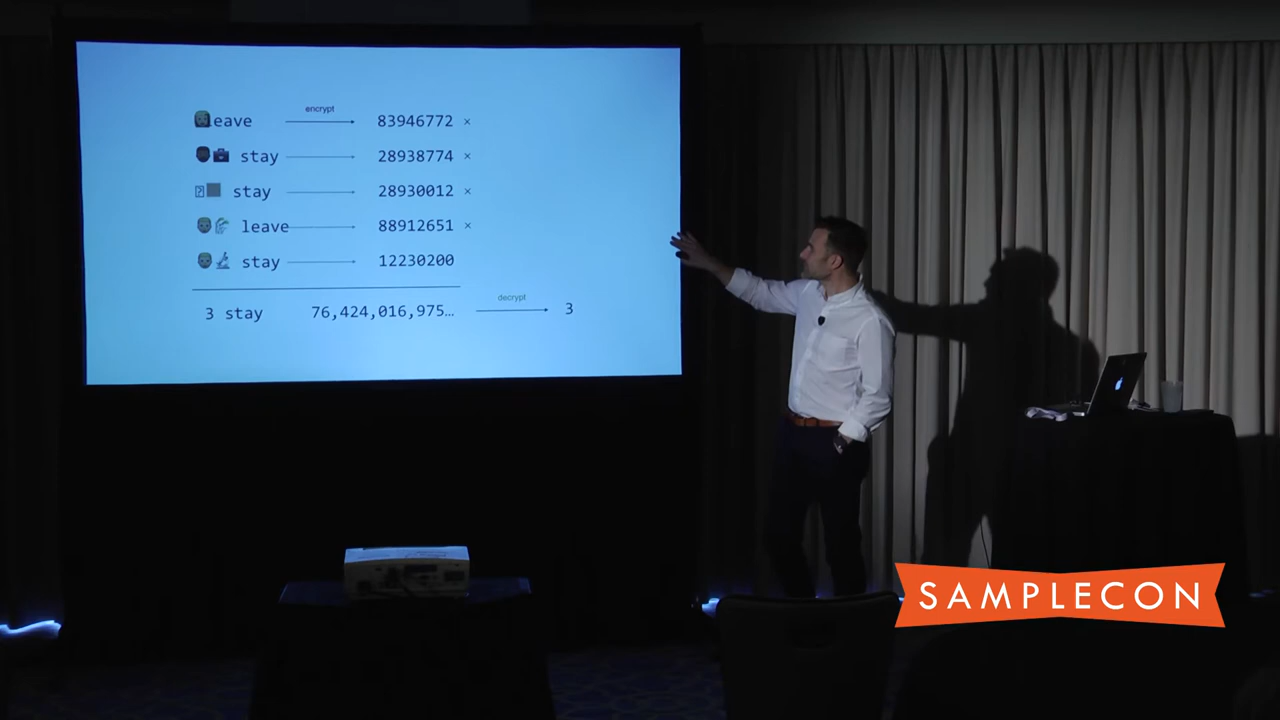 encrypt
eave 83946772 ×
stay 28938774 ×
stay 28930012 ×
leave 88912651 ×
stay 12230200
3 stay 76,424,016,975… decrypt 3
SAMPLECON